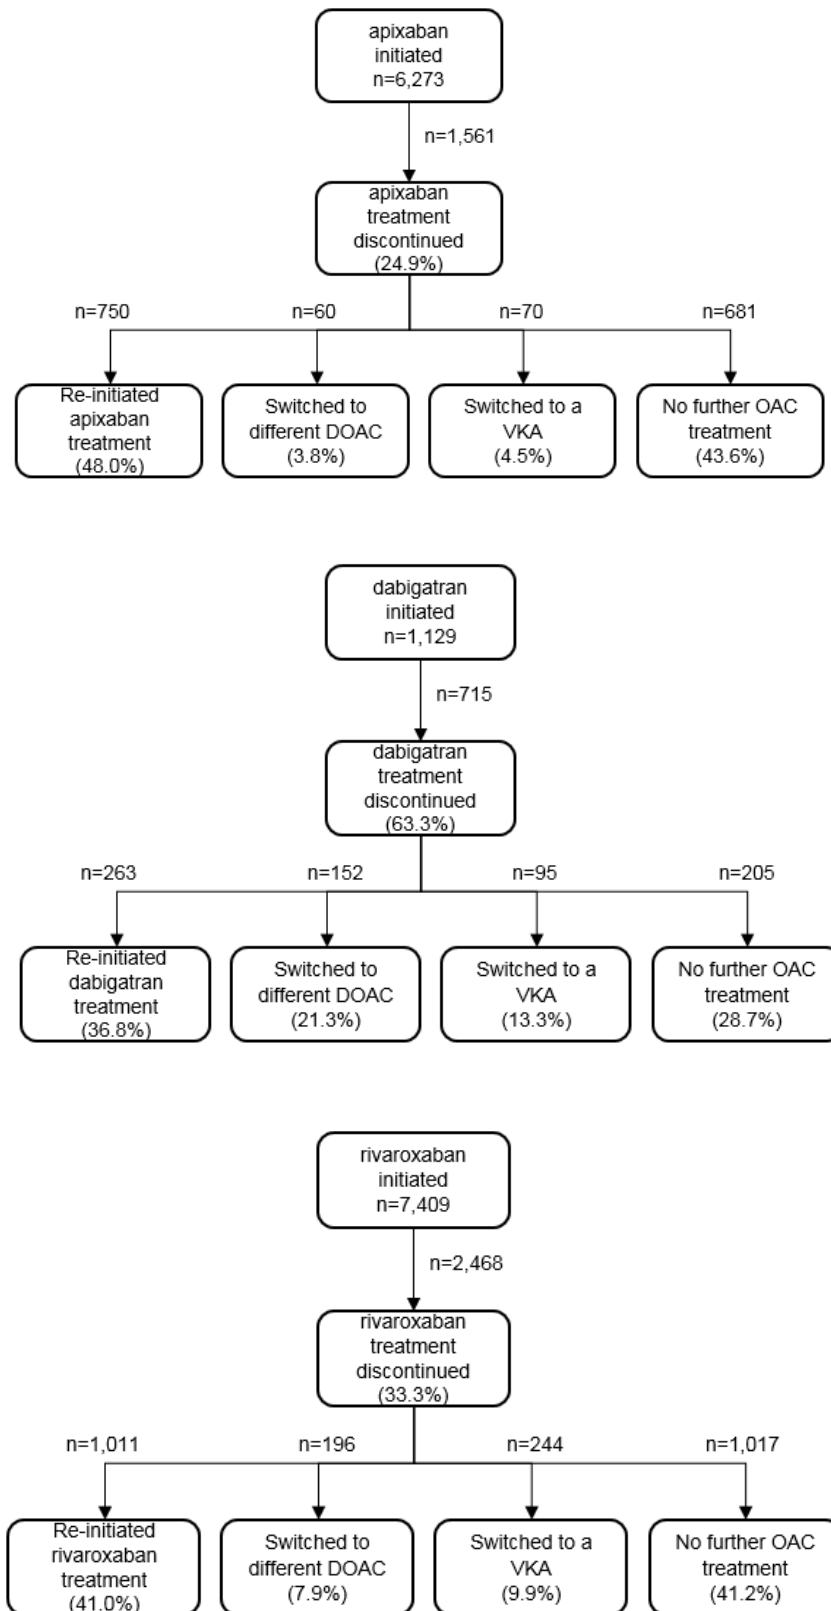 apixaban
initiated
n=6,273
n=1,561
apixaban
treatment
discontinued
(24.9%)
n=750
n=60
n=70
n=681
Re-initiated
apixaban
treatment
(48.0%)
Switched to
different DOAC
(3.8%)
Switched to a
VKA
(4.5%)
No further OAC
treatment
(43.6%)
dabigatran
initiated
n=1,129
n=715
dabigatran
treatment
discontinued
(63.3%)
n=263
n=152
n=95
n=205
Re-initiated
dabigatran
treatment
(36.8%)
Switched to
different DOAC
(21.3%)
Switched to a
VKA
(13.3%)
No further OAC
treatment
(28.7%)
rivaroxaban
initiated
n=7,409
n=2,468
rivaroxaban
treatment
discontinued
(33.3%)
n=1,011
n=196
n=244
n=1,017
Re-initiated
rivaroxaban
treatment
(41.0%)
Switched to
different DOAC
(7.9%)
Switched to a
VKA
(9.9%)
No further OAC
treatment
(41.2%)